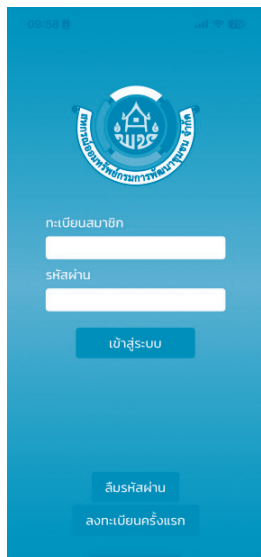 09:58
พช
สหกรณ์ออมทรัพย์กรมการพัฒนาชุมชน จำกัด
ทะเบียนสมาชิก
รหัสผ่าน
เข้าสู่ระบบ
ลืมรหัสผ่าน
ลงทะเบียนครั้งแรก